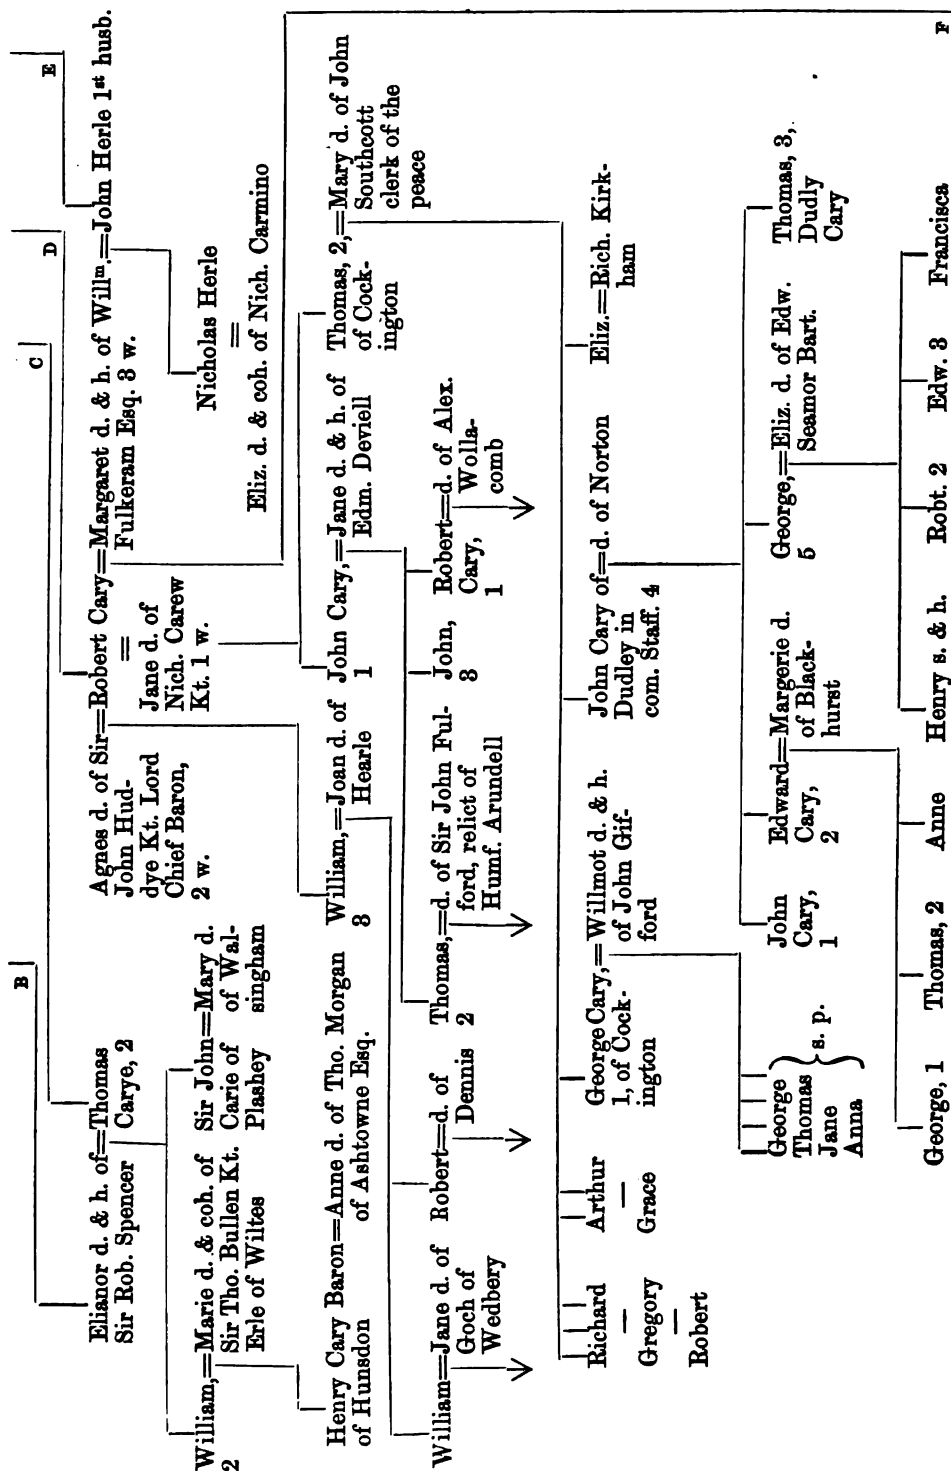 B
C
D
E
Elianor d. & h. of=Thomas
Sir Rob. Spencer Carye, 2
Agnes d. of Sir=Robert Cary=Margaret d. & h. of Willᵐ.=John Herle 1ˢᵗ husb.
John Hud-
dye Kt. Lord
Chief Baron,
2 w.
=
Jane d. of
Nich. Carew
Kt. 1 w.
Fulkeram Esq. 3 w.
Nicholas Herle
=
Eliz. d. & coh. of Nich. Carmino
William,=Marie d. & coh. of
2 Sir Tho. Bullen Kt.
Erle of Wiltes
Sir John=Mary d.
Carie of of Wal-
Plashey singham
William,=Joan d. of
3 Hearle
John Cary,=Jane d. & h. of
1 Edm. Deviell
Thomas, 2,=Mary d. of John
of Cock- Southcott
ington clerk of the
peace
Henry Cary Baron=Anne d. of Tho. Morgan
of Hunsdon of Ashtowne Esq.
William=Jane d. of
Goch of
Wedbery
Robert=d. of
Dennis
Thomas,=d. of Sir John Ful-
2 ford, relict of
Humf. Arundell
John,
3
Robert=d. of Alex.
Cary, Wolla-
1 comb
Richard
—
Gregory
—
Robert
Arthur
—
Grace
George Cary,=Willmot d. & h.
1, of Cock- of John Gif-
ington ford
John Cary of=d. of Norton
Dudley in
com. Staff. 4
Eliz.=Rich. Kirk-
ham
George
Thomas
Jane
Anna
s. p.
John
Cary,
1
Edward=Margerie d.
Cary, of Black-
2 hurst
George,=Eliz. d. of Edw.
5 Seamor Bart.
Thomas, 3,
Dudly
Cary
George, 1 Thomas, 2 Anne Henry s. & h. Robt. 2 Edw. 3 Francisca
F